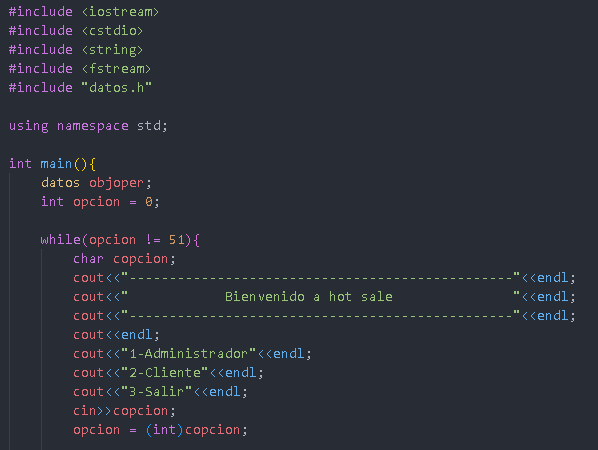 #include <iostream>
#include <cstdio>
#include <string>
#include <fstream>
#include "datos.h"
using namespace std;
int main(){
datos objoper;
int opcion = 0;
while(opcion != 51){
char copcion;
cout<<"------------------------------------------------"<<endl;
cout<<"            Bienvenido a hot sale               "<<endl;
cout<<"------------------------------------------------"<<endl;
cout<<endl;
cout<<"1-Administrador"<<endl;
cout<<"2-Cliente"<<endl;
cout<<"3-Salir"<<endl;
cin>>copcion;
opcion = (int)copcion;